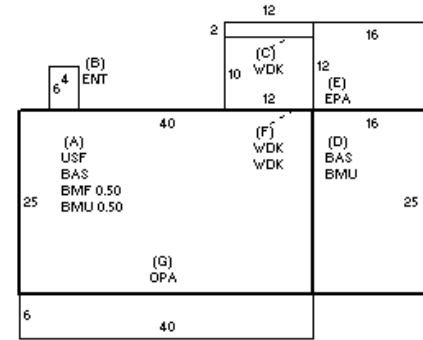 12
2
16
(C)
WDK
(B)
ENT
4
6
10
12
(E)
EPA
12
40
16
(A)
USF
BAS
BMF 0.50
BMU 0.50
(F)
WDK
WDK
(D)
BAS
BMU
25
25
(G)
OPA
6
40